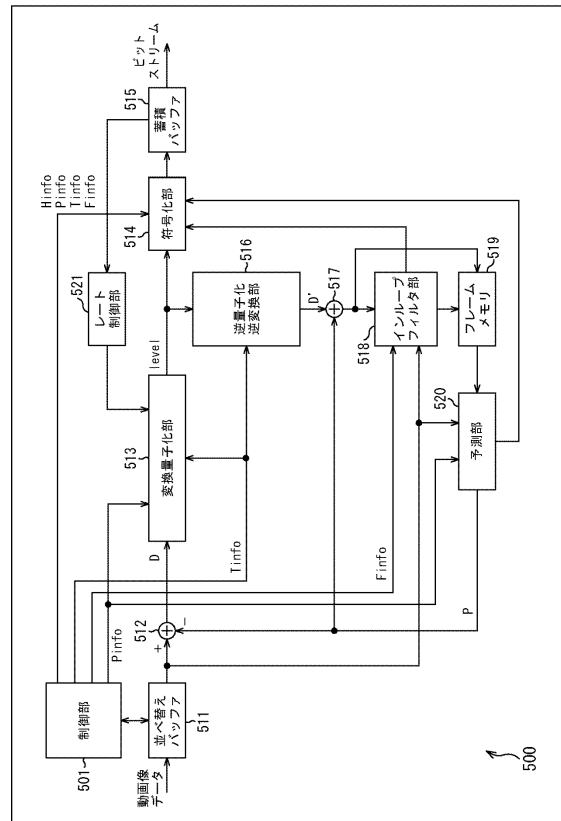 制御部
501
動画像
データ
並べ替え
バッファ
511
Pinfo
512
+
-
D
変換量子化部
513
Tinfo
level
レート
制御部
521
Hinfo
Pinfo
Tinfo
Finfo
符号化部
514
蓄積
バッファ
515
ビット
ストリーム
逆量子化
逆変換部
516
D'
517
Finfo
インループ
フィルタ部
518
フレーム
メモリ
519
予測部
520
P
500